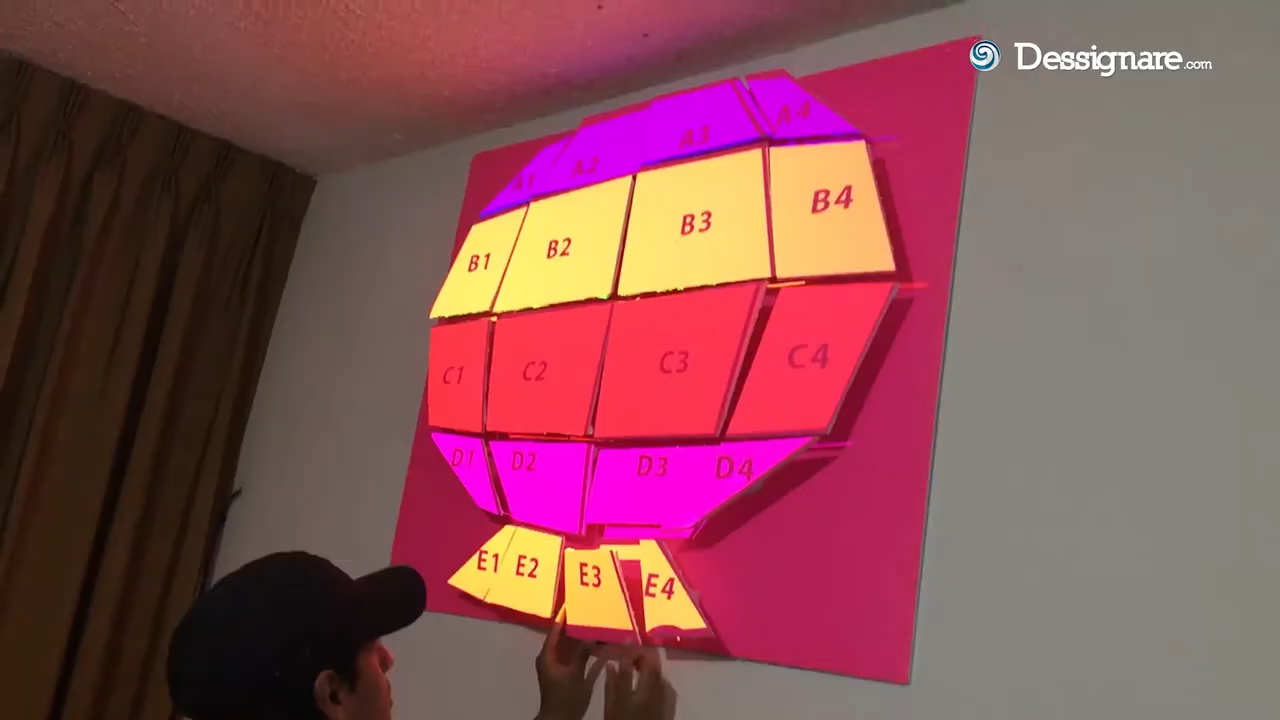 Dessignare.com
A1 A2 A3 A4
B1 B2 B3 B4
C1 C2 C3 C4
D1 D2 D3 D4
E1 E2 E3 E4